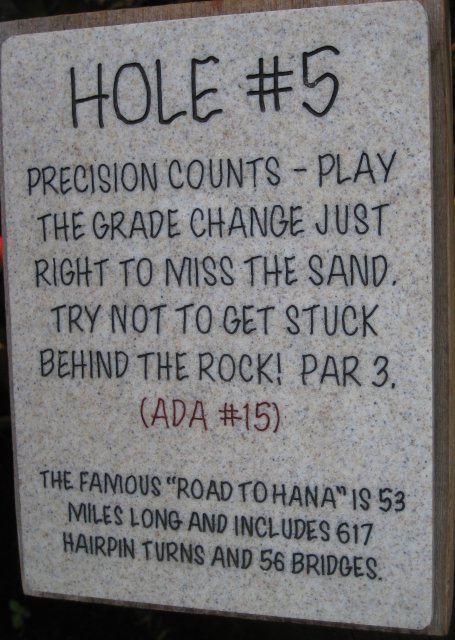 HOLE #5
PRECISION COUNTS - PLAY
THE GRADE CHANGE JUST
RIGHT TO MISS THE SAND.
TRY NOT TO GET STUCK
BEHIND THE ROCK! PAR 3.
(ADA #15)
THE FAMOUS "ROAD TO HANA" IS 53
MILES LONG AND INCLUDES 617
HAIRPIN TURNS AND 56 BRIDGES.